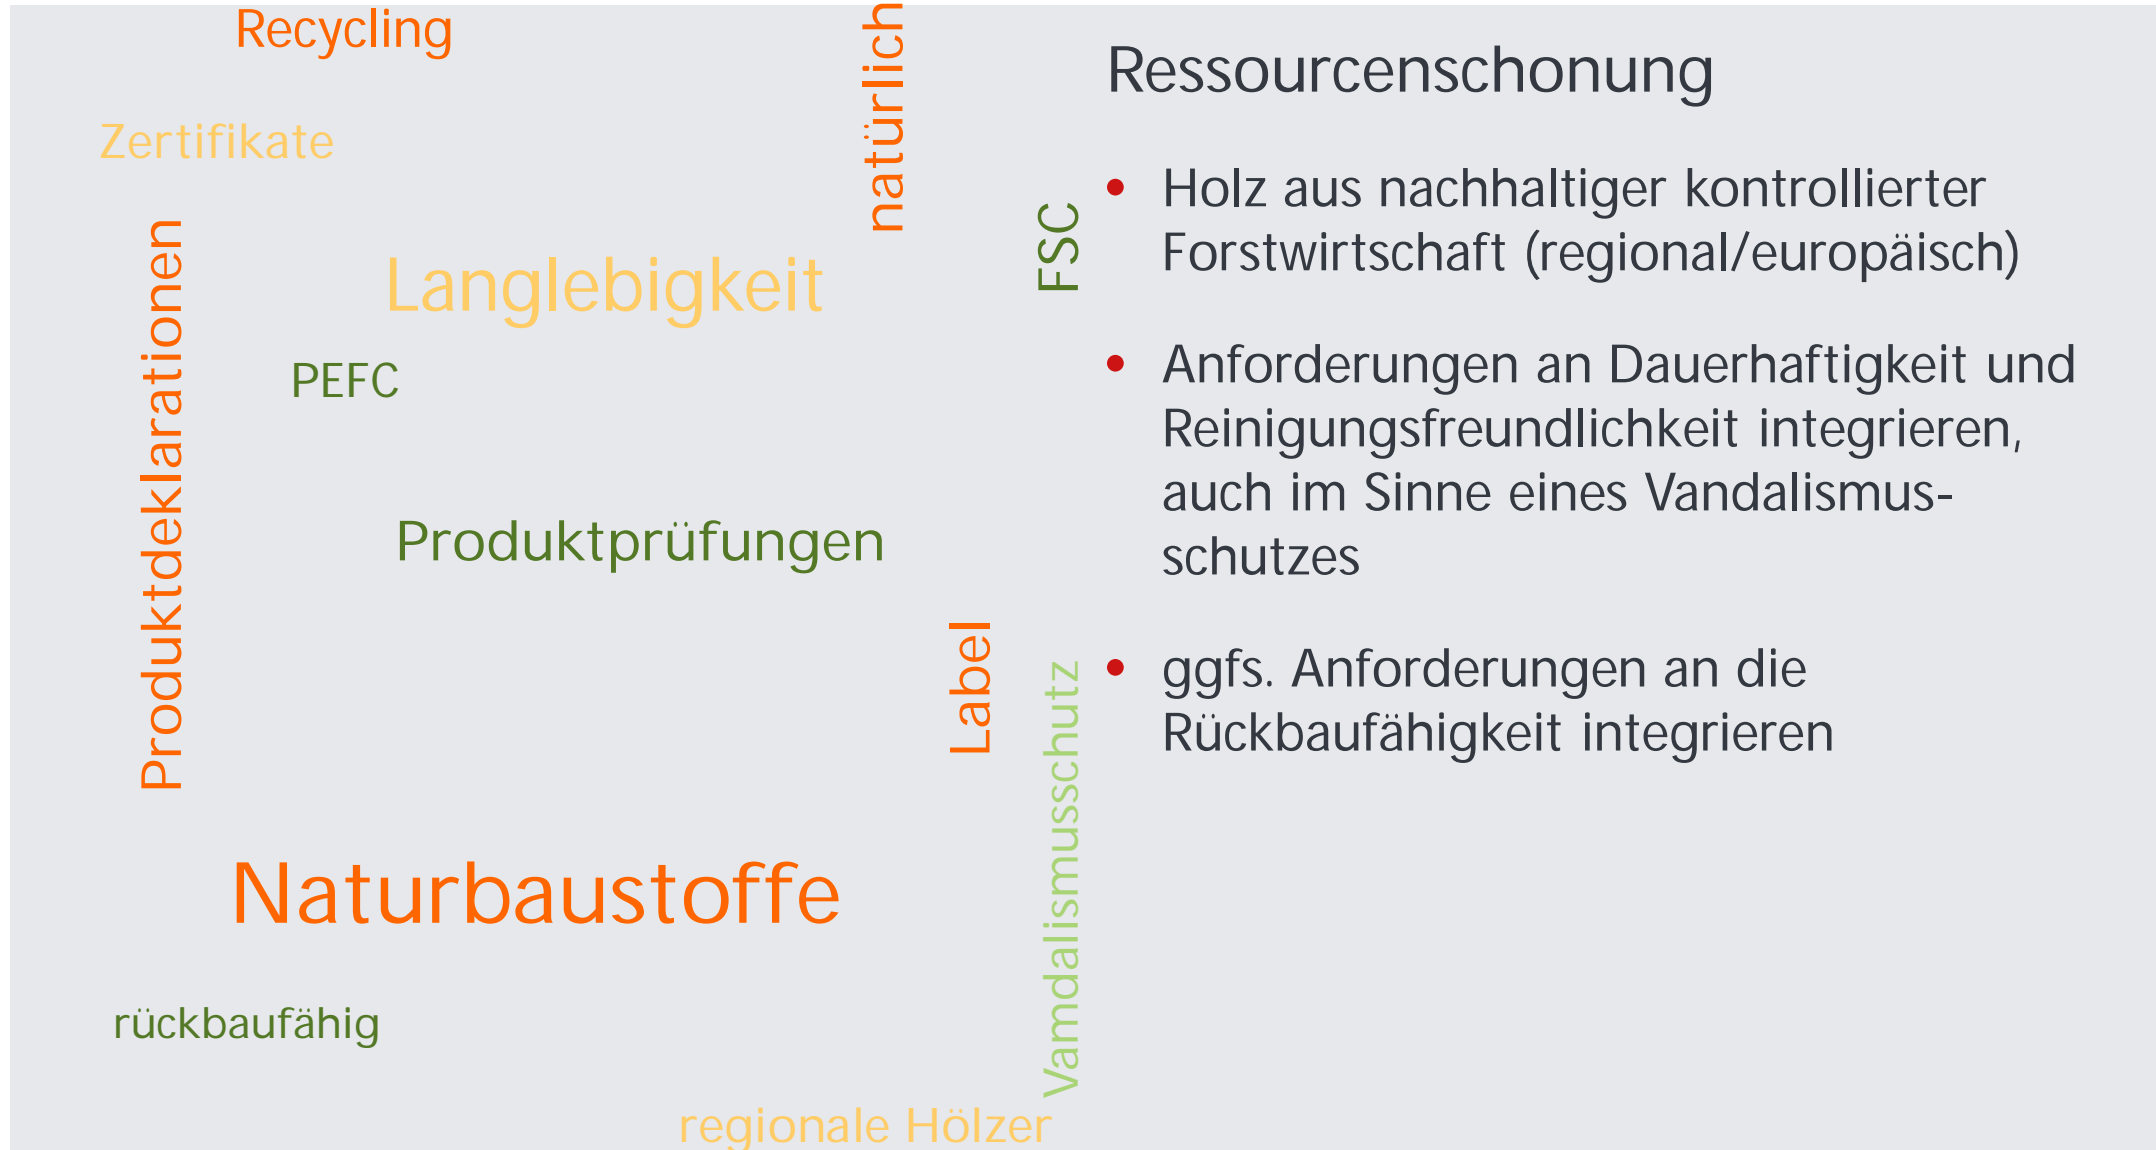 Recycling
natürlich
Zertifikate
Produktdeklarationen
Langlebigkeit
FSC
PEFC
Produktprüfungen
Label
Vamdalismusschutz
Naturbaustoffe
rückbaufähig
regionale Hölzer
Ressourcenschonung
• Holz aus nachhaltiger kontrollierter
Forstwirtschaft (regional/europäisch)
• Anforderungen an Dauerhaftigkeit und
Reinigungsfreundlichkeit integrieren,
auch im Sinne eines Vandalismus-
schutzes
• ggfs. Anforderungen an die
Rückbaufähigkeit integrieren